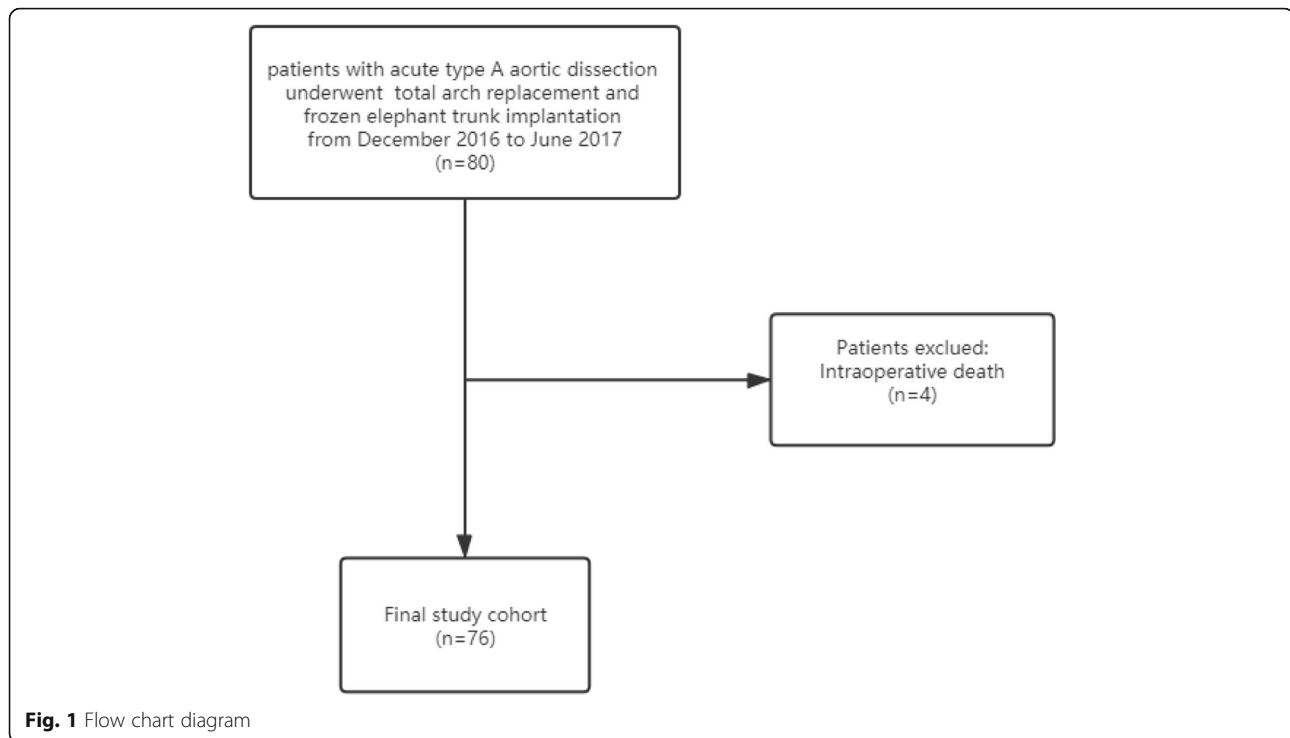 patients with acute type A aortic dissection
underwent total arch replacement and
frozen elephant trunk implantation
from December 2016 to June 2017
(n=80)
Patients exclued:
Intraoperative death
(n=4)
Final study cohort
(n=76)
Fig. 1 Flow chart diagram